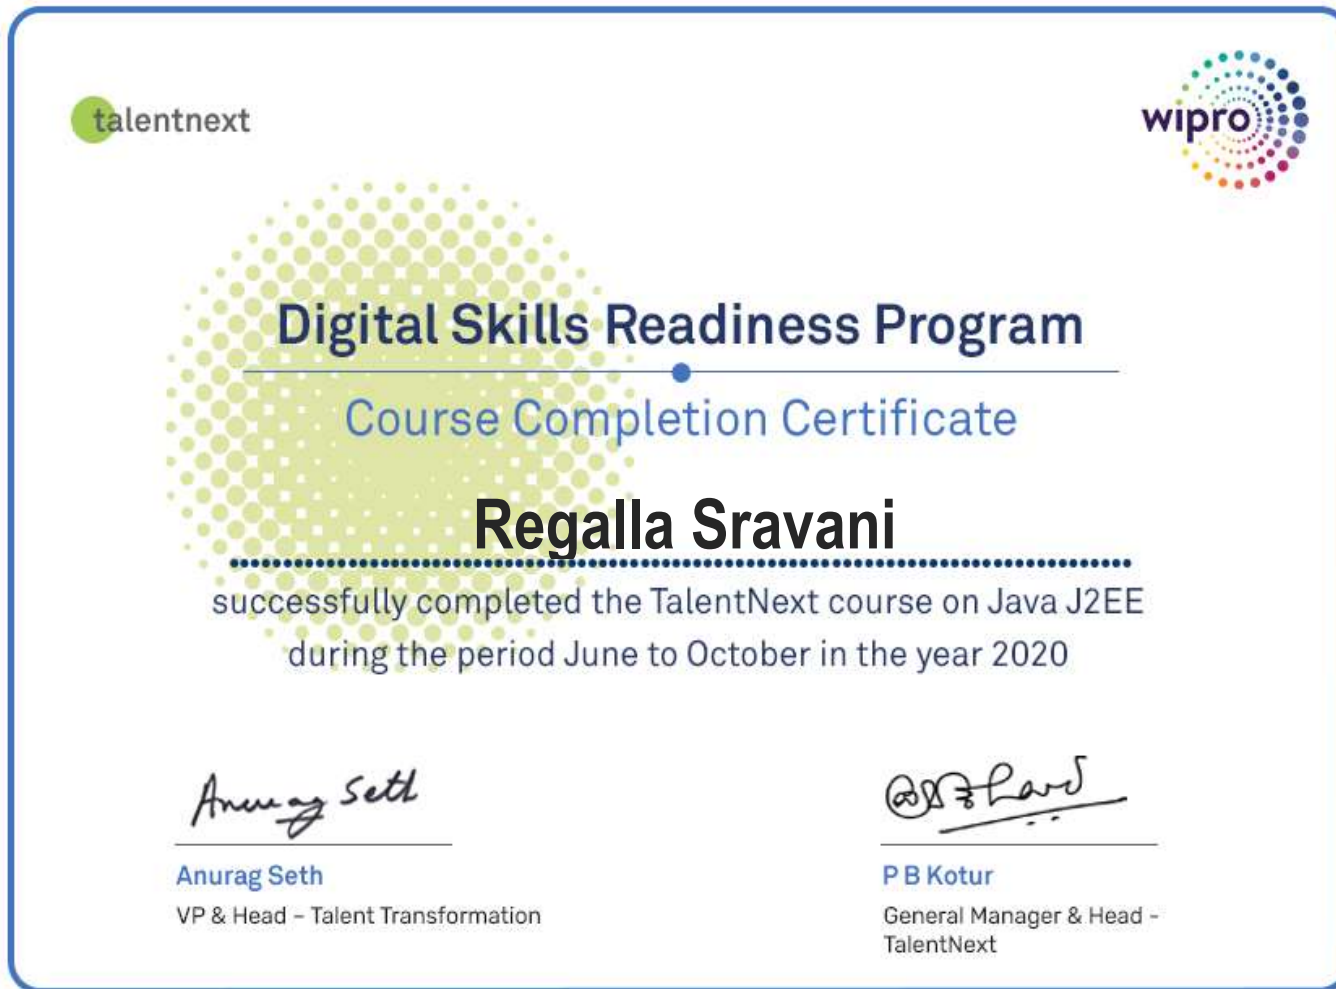 talentnext
wipro
Digital Skills Readiness Program
Course Completion Certificate
Regalla Sravani
successfully completed the TalentNext course on Java J2EE
during the period June to October in the year 2020
Anurag Seth
Anurag Seth
VP & Head – Talent Transformation
P B Kotur
General Manager & Head -
TalentNext